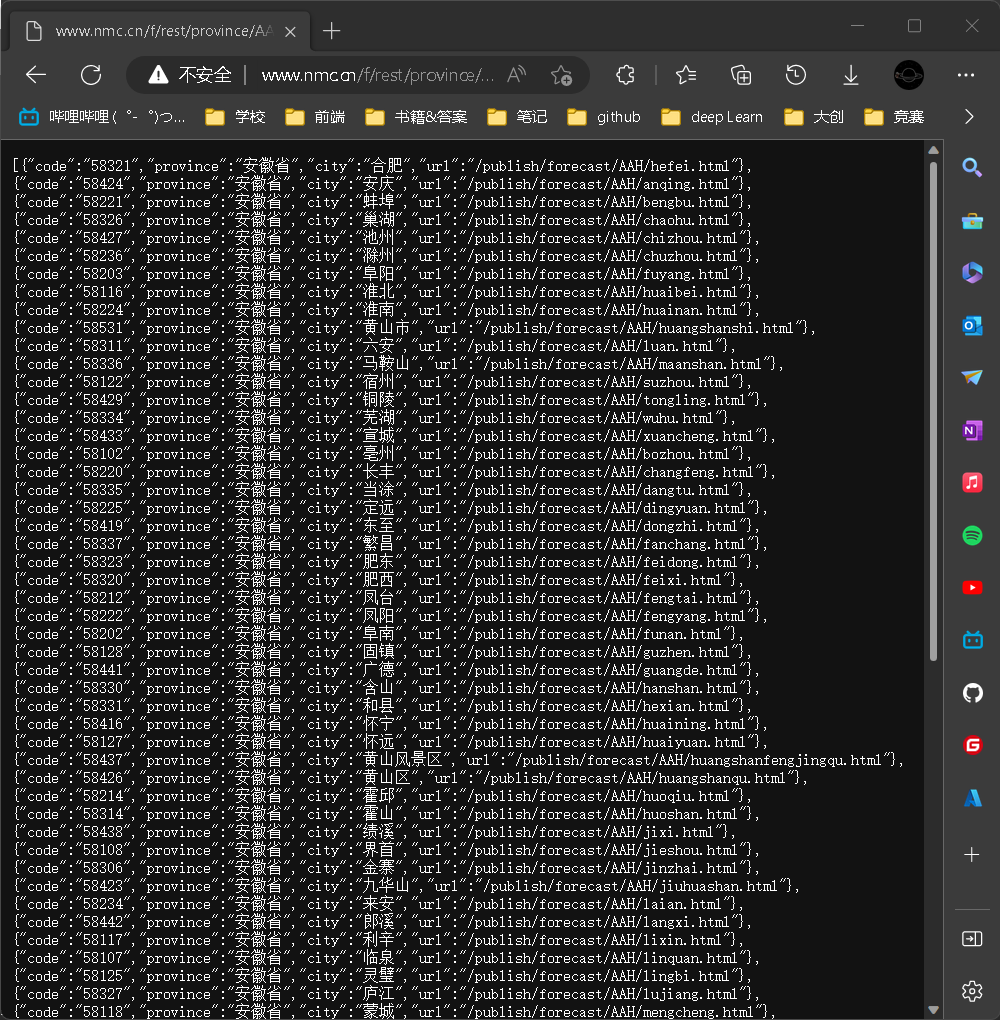 www.nmc.cn/f/rest/province/AA
不安全 | www.nmc.cn/f/rest/province/...
哔哩哔哩 (゜-゜)つ... 学校 前端 书籍&答案 笔记 github deep Learn 大创 竞赛
[{"code":"58321","province":"安徽省","city":"合肥","url":"/publish/forecast/AAH/hefei.html"},
{"code":"58424","province":"安徽省","city":"安庆","url":"/publish/forecast/AAH/anqing.html"},
{"code":"58221","province":"安徽省","city":"蚌埠","url":"/publish/forecast/AAH/bengbu.html"},
{"code":"58326","province":"安徽省","city":"巢湖","url":"/publish/forecast/AAH/chaohu.html"},
{"code":"58427","province":"安徽省","city":"池州","url":"/publish/forecast/AAH/chizhou.html"},
{"code":"58236","province":"安徽省","city":"滁州","url":"/publish/forecast/AAH/chuzhou.html"},
{"code":"58203","province":"安徽省","city":"阜阳","url":"/publish/forecast/AAH/fuyang.html"},
{"code":"58116","province":"安徽省","city":"淮北","url":"/publish/forecast/AAH/huaibei.html"},
{"code":"58224","province":"安徽省","city":"淮南","url":"/publish/forecast/AAH/huainan.html"},
{"code":"58531","province":"安徽省","city":"黄山市","url":"/publish/forecast/AAH/huangshanshi.html"},
{"code":"58311","province":"安徽省","city":"六安","url":"/publish/forecast/AAH/luan.html"},
{"code":"58336","province":"安徽省","city":"马鞍山","url":"/publish/forecast/AAH/maanshan.html"},
{"code":"58122","province":"安徽省","city":"宿州","url":"/publish/forecast/AAH/suzhou.html"},
{"code":"58429","province":"安徽省","city":"铜陵","url":"/publish/forecast/AAH/tongling.html"},
{"code":"58334","province":"安徽省","city":"芜湖","url":"/publish/forecast/AAH/wuhu.html"},
{"code":"58433","province":"安徽省","city":"宣城","url":"/publish/forecast/AAH/xuancheng.html"},
{"code":"58102","province":"安徽省","city":"亳州","url":"/publish/forecast/AAH/bozhou.html"},
{"code":"58220","province":"安徽省","city":"长丰","url":"/publish/forecast/AAH/changfeng.html"},
{"code":"58335","province":"安徽省","city":"当涂","url":"/publish/forecast/AAH/dangtu.html"},
{"code":"58225","province":"安徽省","city":"定远","url":"/publish/forecast/AAH/dingyuan.html"},
{"code":"58419","province":"安徽省","city":"东至","url":"/publish/forecast/AAH/dongzhi.html"},
{"code":"58337","province":"安徽省","city":"繁昌","url":"/publish/forecast/AAH/fanchang.html"},
{"code":"58323","province":"安徽省","city":"肥东","url":"/publish/forecast/AAH/feidong.html"},
{"code":"58320","province":"安徽省","city":"肥西","url":"/publish/forecast/AAH/feixi.html"},
{"code":"58212","province":"安徽省","city":"凤台","url":"/publish/forecast/AAH/fengtai.html"},
{"code":"58222","province":"安徽省","city":"凤阳","url":"/publish/forecast/AAH/fengyang.html"},
{"code":"58202","province":"安徽省","city":"阜南","url":"/publish/forecast/AAH/funan.html"},
{"code":"58128","province":"安徽省","city":"固镇","url":"/publish/forecast/AAH/guzhen.html"},
{"code":"58441","province":"安徽省","city":"广德","url":"/publish/forecast/AAH/guangde.html"},
{"code":"58330","province":"安徽省","city":"含山","url":"/publish/forecast/AAH/hanshan.html"},
{"code":"58331","province":"安徽省","city":"和县","url":"/publish/forecast/AAH/hexian.html"},
{"code":"58416","province":"安徽省","city":"怀宁","url":"/publish/forecast/AAH/huaining.html"},
{"code":"58127","province":"安徽省","city":"怀远","url":"/publish/forecast/AAH/huaiyuan.html"},
{"code":"58437","province":"安徽省","city":"黄山风景区","url":"/publish/forecast/AAH/huangshanfengjingqu.html"},
{"code":"58426","province":"安徽省","city":"黄山区","url":"/publish/forecast/AAH/huangshanqu.html"},
{"code":"58214","province":"安徽省","city":"霍邱","url":"/publish/forecast/AAH/huoqiu.html"},
{"code":"58314","province":"安徽省","city":"霍山","url":"/publish/forecast/AAH/huoshan.html"},
{"code":"58438","province":"安徽省","city":"绩溪","url":"/publish/forecast/AAH/jixi.html"},
{"code":"58108","province":"安徽省","city":"界首","url":"/publish/forecast/AAH/jieshou.html"},
{"code":"58306","province":"安徽省","city":"金寨","url":"/publish/forecast/AAH/jinzhai.html"},
{"code":"58423","province":"安徽省","city":"九华山","url":"/publish/forecast/AAH/jiuhuashan.html"},
{"code":"58234","province":"安徽省","city":"来安","url":"/publish/forecast/AAH/laian.html"},
{"code":"58442","province":"安徽省","city":"郎溪","url":"/publish/forecast/AAH/langxi.html"},
{"code":"58117","province":"安徽省","city":"利辛","url":"/publish/forecast/AAH/lixin.html"},
{"code":"58107","province":"安徽省","city":"临泉","url":"/publish/forecast/AAH/linquan.html"},
{"code":"58125","province":"安徽省","city":"灵璧","url":"/publish/forecast/AAH/lingbi.html"},
{"code":"58327","province":"安徽省","city":"庐江","url":"/publish/forecast/AAH/lujiang.html"},
{"code":"58118","province":"安徽省","city":"蒙城","url":"/publish/forecast/AAH/mengcheng.html"},